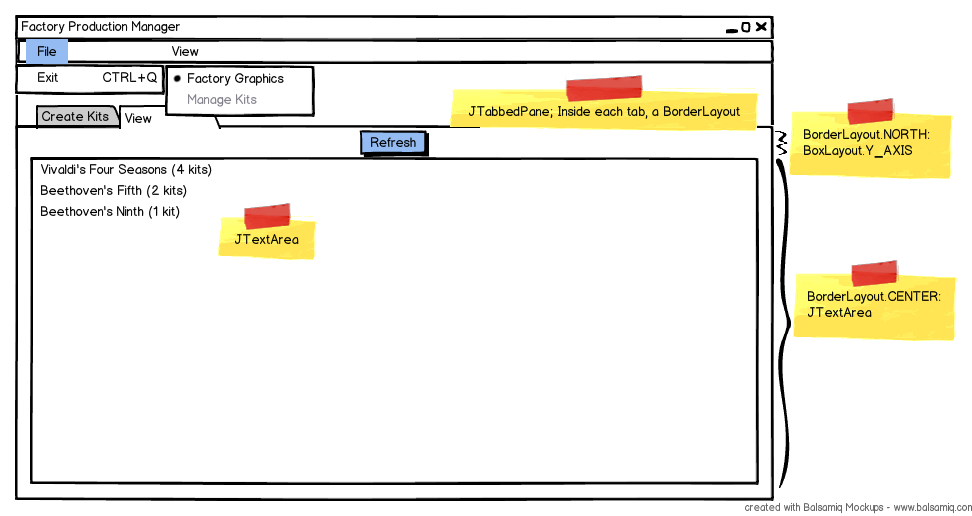 Factory Production Manager
File View
Exit CTRL+Q
Factory Graphics
Manage Kits
Create Kits View
JTabbedPane; Inside each tab, a BorderLayout
BorderLayout.NORTH:
BoxLayout.Y_AXIS
Refresh
Vivaldi's Four Seasons (4 kits)
Beethoven's Fifth (2 kits)
Beethoven's Ninth (1 kit)
JTextArea
BorderLayout.CENTER:
JTextArea
created with Balsamiq Mockups - www.balsamiq.com